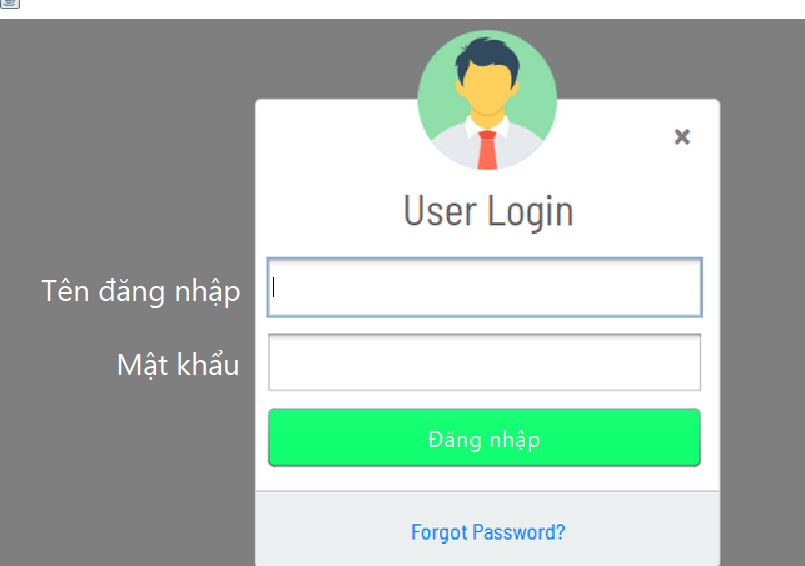 User Login
Tên đăng nhập
Mật khẩu
Đăng nhập
Forgot Password?